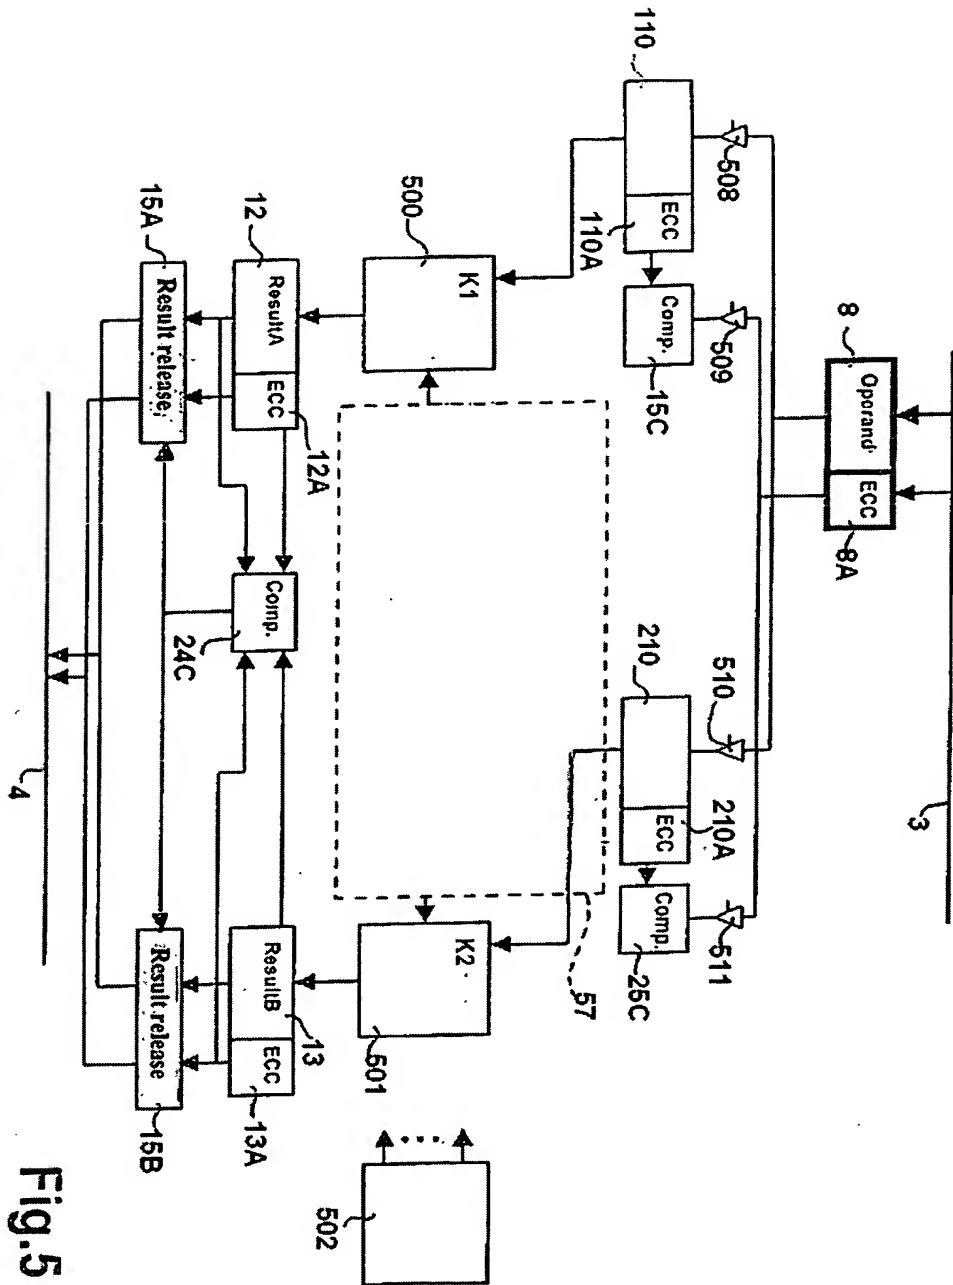 3
8
Oporand
ECC
8A
110
508
ECC
110A
Comp.
509
15C
210
510
ECC
210A
Comp.
511
25C
500
K1
57
K2
501
502
12
ResultA
ECC
12A
Comp.
24C
ResultB
13
ECC
13A
15A
Result release
Result release
15B
4
Fig.5